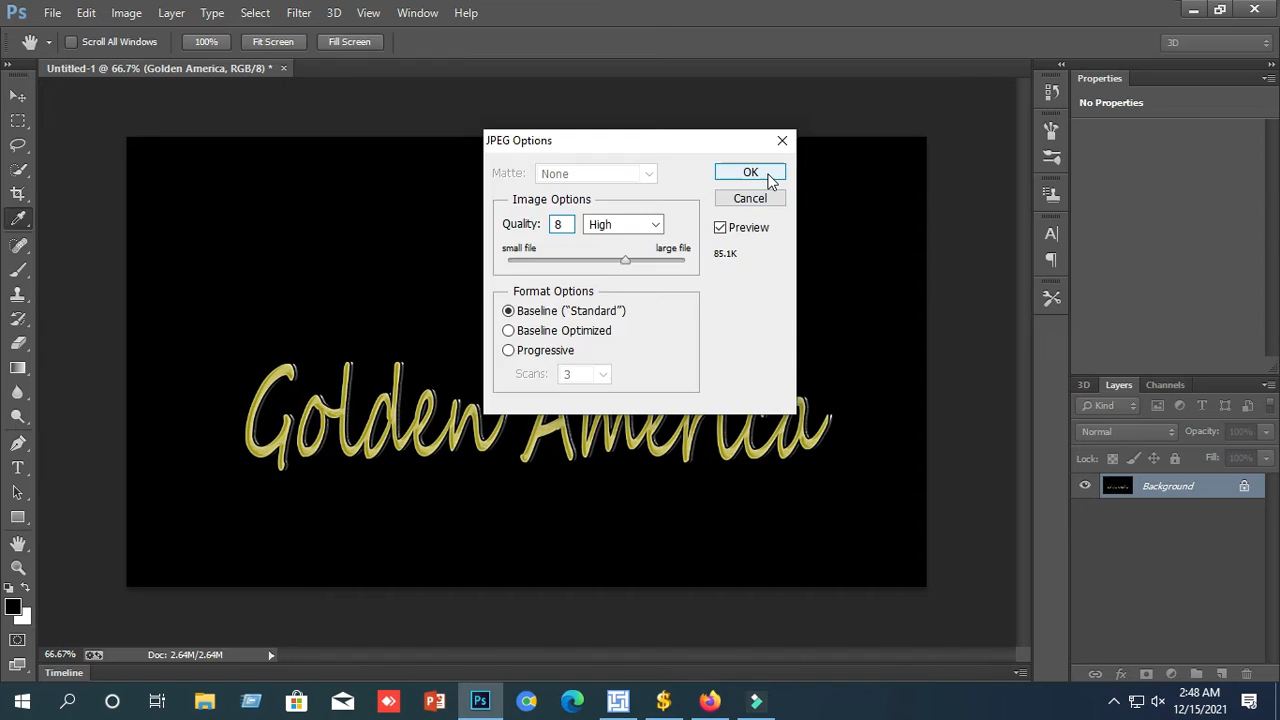 Ps File Edit Image Layer Type Select Filter 3D View Window Help
Scroll All Windows 100% Fit Screen Fill Screen 3D
Untitled-1 @ 66.7% (Golden America, RGB/8) *
Properties
No Properties
JPEG Options
Matte: None OK
Cancel
Image Options
Quality: 8 High Preview
small file large file 85.1K
Format Options
Baseline ("Standard")
Baseline Optimized
Progressive
Scans: 3
Golden America
3D Layers Channels
Kind
Normal Opacity: 100%
Lock: Fill: 100%
Background
66.67% Doc: 2.64M/2.64M
Timeline
2:48 AM
12/15/2021